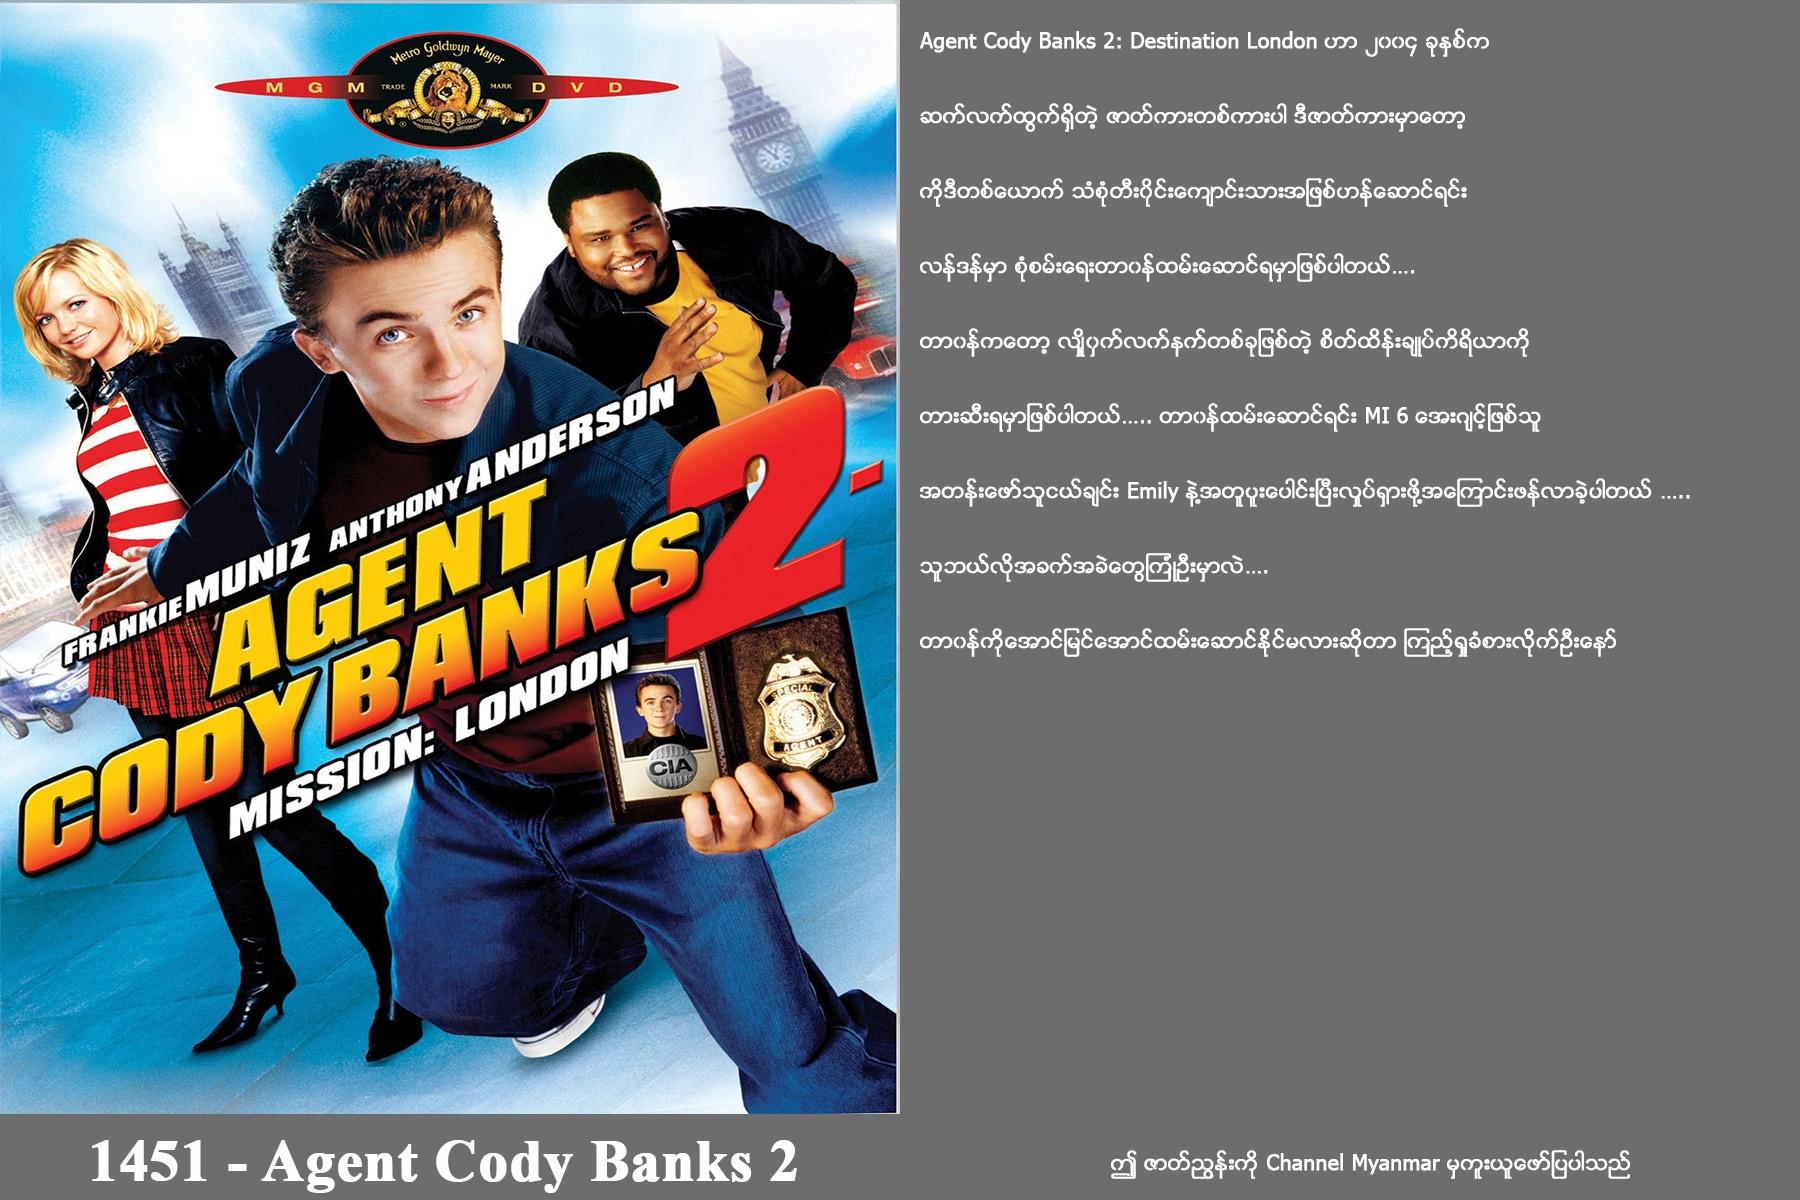 Metro Goldwyn Mayer
M G M TRADE MARK D V D
FRANKIE MUNIZ ANTHONY ANDERSON
AGENT
CODY BANKS 2
MISSION: LONDON
CIA
SPECIAL
AGENT
1451 - Agent Cody Banks 2
Agent Cody Banks 2: Destination London ဟာ ၂၀၀၄ ခုနှစ်က
ဆက်လက်ထွက်ရှိတဲ့ ဇာတ်ကားတစ်ကားပါ ဒီဇာတ်ကားမှာတော့
ကိုဒီတစ်ယောက် သံစုံတီးဝိုင်းကျောင်းသားအဖြစ်ဟန်ဆောင်ရင်း
လန်ဒန်မှာ စုံစမ်းရေးတာဝန်ထမ်းဆောင်ရမှာဖြစ်ပါတယ်....
တာဝန်ကတော့ လျှို့ဝှက်လက်နက်တစ်ခုဖြစ်တဲ့ စိတ်ထိန်းချုပ်ကိရိယာကို
တားဆီးရမှာဖြစ်ပါတယ်..... တာဝန်ထမ်းဆောင်ရင်း MI 6 အေးဂျင့်ဖြစ်သူ
အတန်းဖော်သူငယ်ချင်း Emily နဲ့အတူပူးပေါင်းပြီးလှုပ်ရှားဖို့အကြောင်းဖန်လာခဲ့ပါတယ် .....
သူဘယ်လိုအခက်အခဲတွေကြုံဦးမှာလဲ....
တာဝန်ကိုအောင်မြင်အောင်ထမ်းဆောင်နိုင်မလားဆိုတာ ကြည့်ရှုခံစားလိုက်ဦးနော်
ဤ ဇာတ်ညွှန်းကို Channel Myanmar မှကူးယူဖော်ပြပါသည်